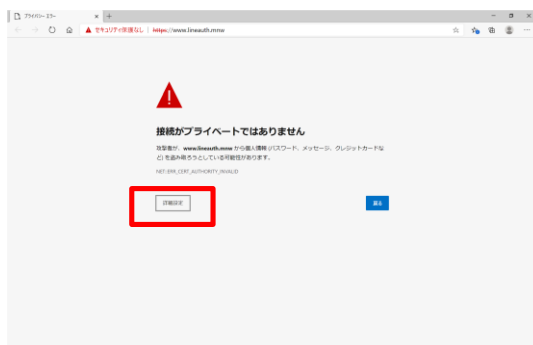 プライバシー エラー
セキュリティ保護なし | https://www.lineauth.mnw
接続がプライベートではありません
攻撃者が、www.lineauth.mnw から個人情報 (パスワード、メッセージ、クレジットカードな
ど) を盗み取ろうとしている可能性があります。
NET::ERR_CERT_AUTHORITY_INVALID
詳細設定
戻る